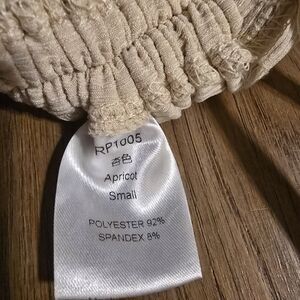 RP1005
杏色
Apricot
Small
POLYESTER 92%
SPANDEX 8%